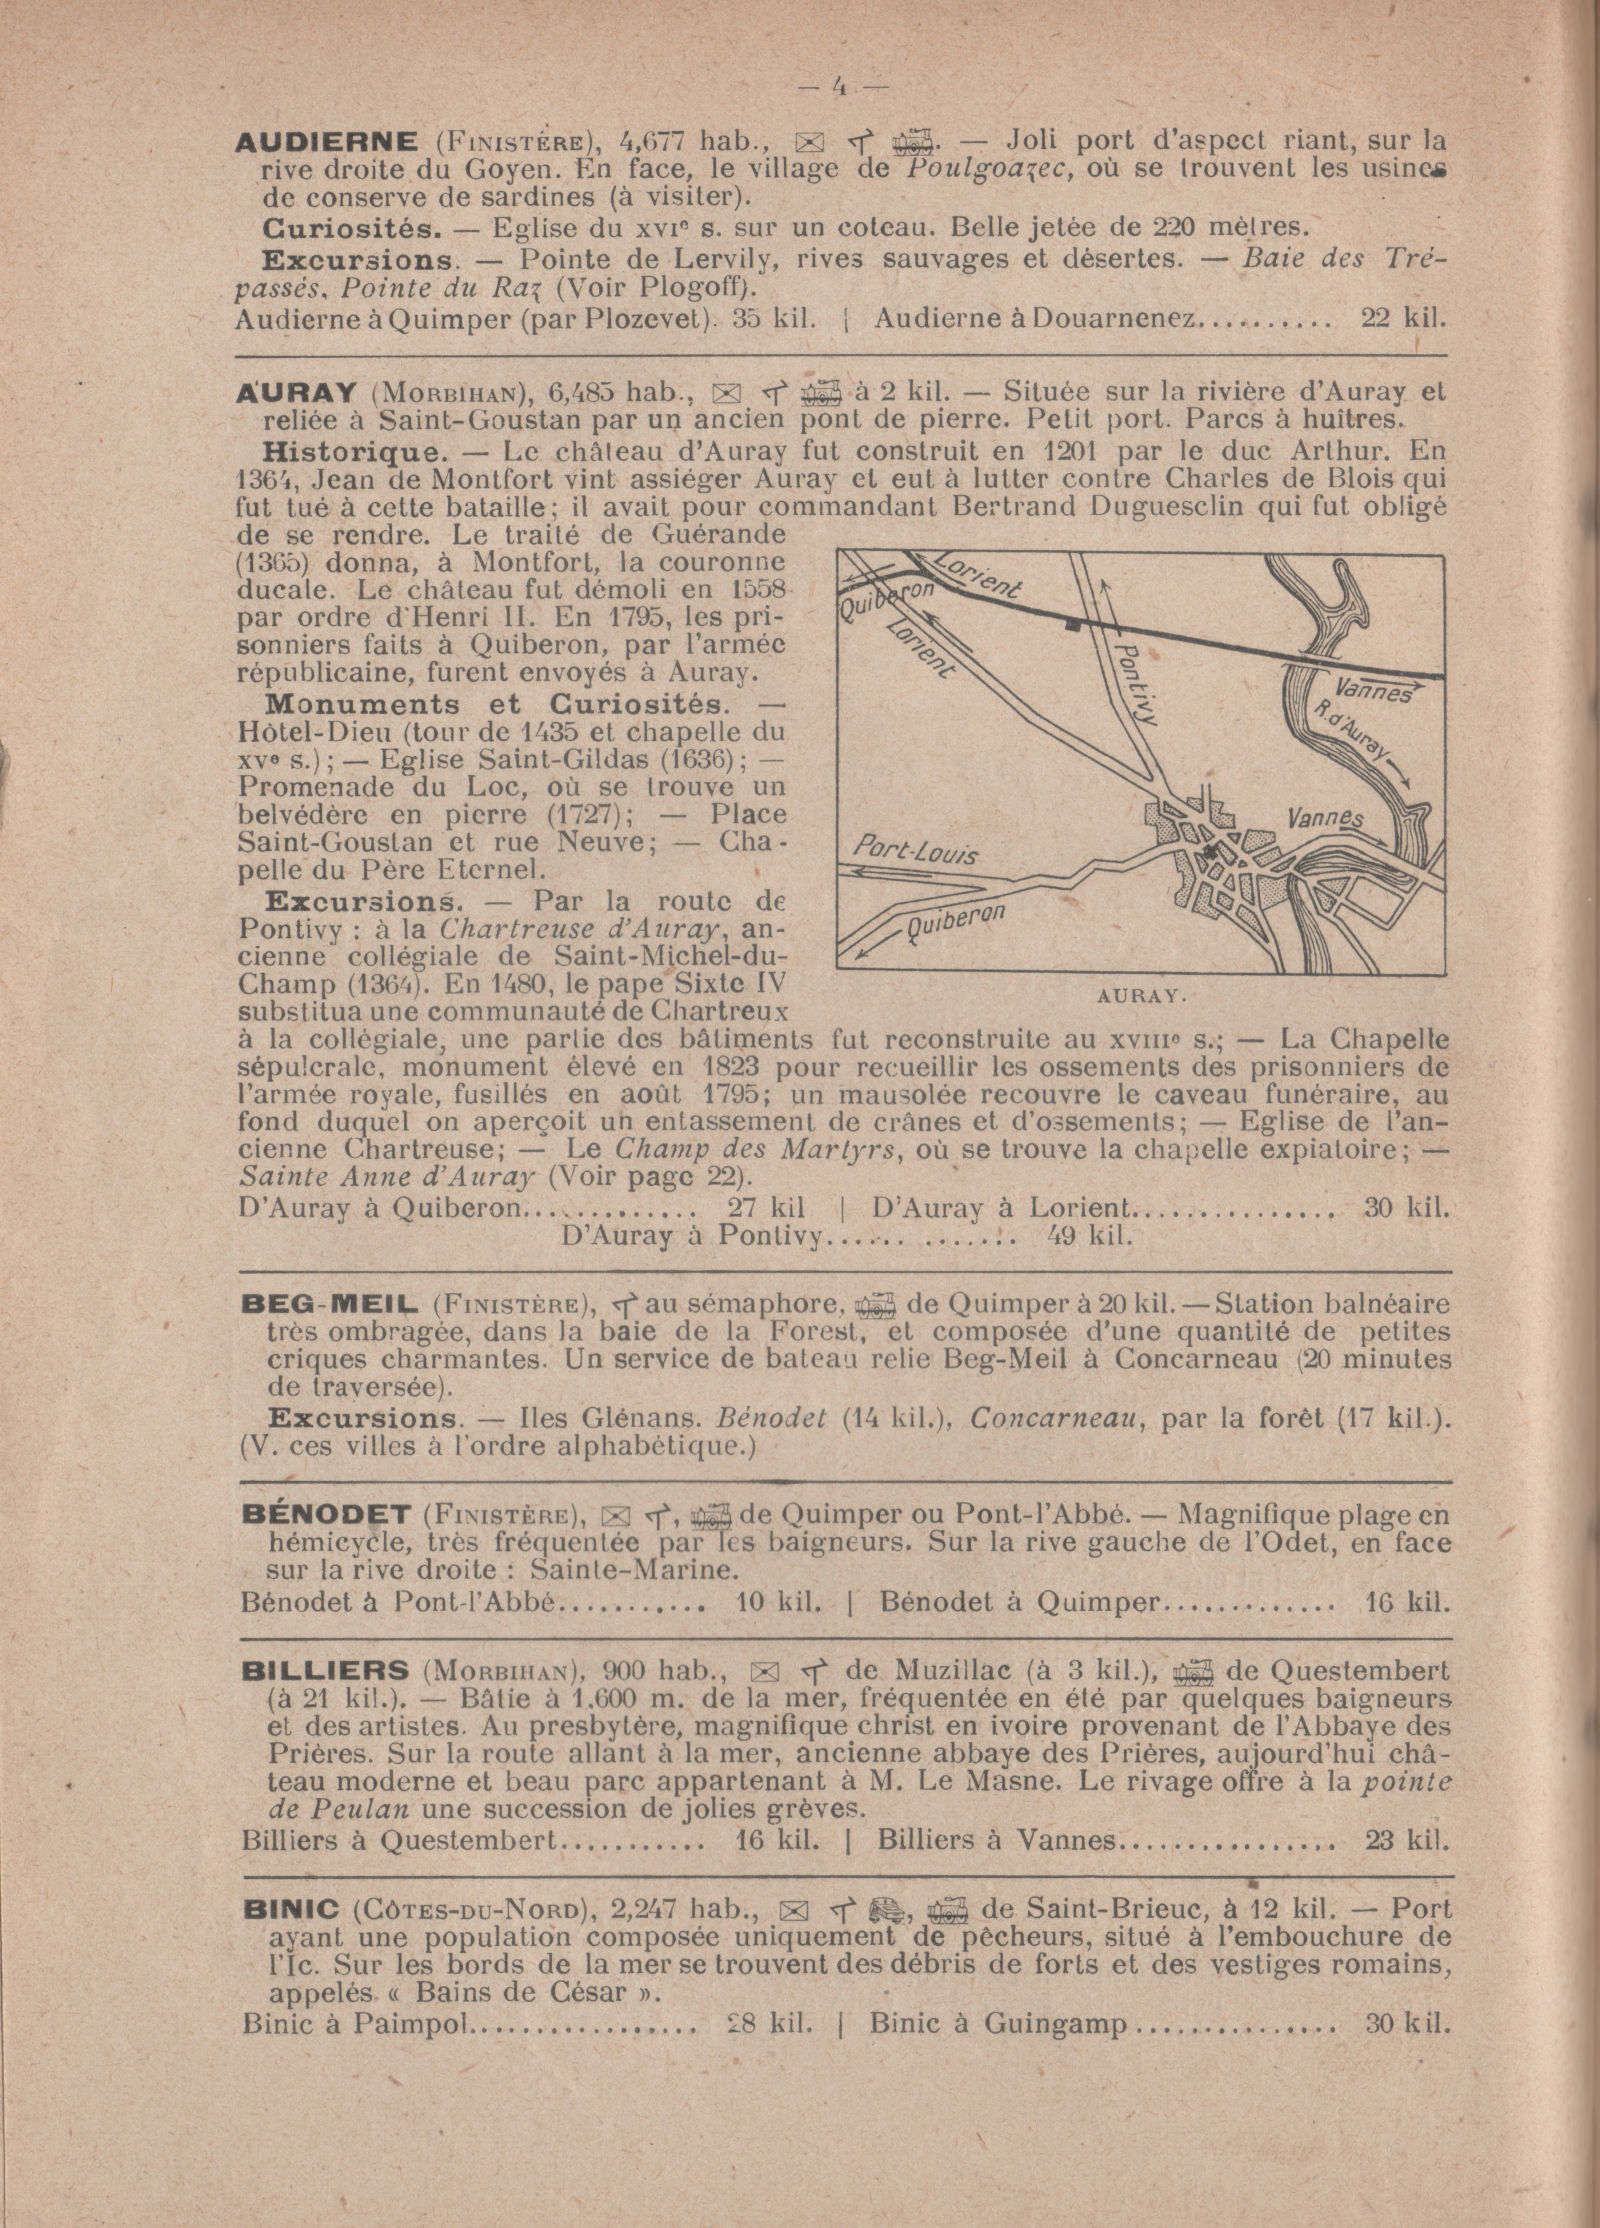 — 4 —
AUDIERNE (FINISTÈRE), 4,677 hab., — Joli port d'aspect riant, sur la
rive droite du Goyen. En face, le village de Poulgoazec, où se trouvent les usines
de conserve de sardines (à visiter).
Curiosités. — Eglise du XVIe s. sur un coteau. Belle jetée de 220 mètres.
Excursions. — Pointe de Lervily, rives sauvages et désertes. — Baie des Tré-
passés, Pointe du Raz (Voir Plogoff).
Audierne à Quimper (par Plozevet). 35 kil. | Audierne à Douarnenez.......... 22 kil.
AURAY (MORBIHAN), 6,485 hab., à 2 kil. — Située sur la rivière d'Auray et
reliée à Saint-Goustan par un ancien pont de pierre. Petit port. Parcs à huîtres.
Historique. — Le château d'Auray fut construit en 1201 par le duc Arthur. En
1364, Jean de Montfort vint assiéger Auray et eut à lutter contre Charles de Blois qui
fut tué à cette bataille; il avait pour commandant Bertrand Duguesclin qui fut obligé
de se rendre. Le traité de Guérande
(1365) donna, à Montfort, la couronne
ducale. Le château fut démoli en 1558
par ordre d'Henri II. En 1795, les pri-
sonniers faits à Quiberon, par l'armée
républicaine, furent envoyés à Auray.
Monuments et Curiosités. —
Hôtel-Dieu (tour de 1435 et chapelle du
XVe s.); — Eglise Saint-Gildas (1636); —
Promenade du Loc, où se trouve un
belvédère en pierre (1727); — Place
Saint-Goustan et rue Neuve; — Cha-
pelle du Père Eternel.
Excursions. — Par la route de
Pontivy : à la Chartreuse d'Auray, an-
cienne collégiale de Saint-Michel-du-
Champ (1364). En 1480, le pape Sixte IV
substitua une communauté de Chartreux
Lorient
Quiberon
Lorient
Pontivy
Vannes
R. d'Auray
Vannes
Port-Louis
Quiberon
AURAY.
à la collégiale, une partie des bâtiments fut reconstruite au XVIIIe s.; — La Chapelle
sépulcrale, monument élevé en 1823 pour recueillir les ossements des prisonniers de
l'armée royale, fusillés en août 1795; un mausolée recouvre le caveau funéraire, au
fond duquel on aperçoit un entassement de crânes et d'ossements; — Eglise de l'an-
cienne Chartreuse; — Le Champ des Martyrs, où se trouve la chapelle expiatoire; —
Sainte Anne d'Auray (Voir page 22).
D'Auray à Quiberon............. 27 kil | D'Auray à Lorient............... 30 kil.
D'Auray à Pontivy...... ....... 49 kil.
BEG-MEIL (FINISTÈRE), au sémaphore, de Quimper à 20 kil. — Station balnéaire
très ombragée, dans la baie de la Forest, et composée d'une quantité de petites
criques charmantes. Un service de bateau relie Beg-Meil à Concarneau (20 minutes
de traversée).
Excursions. — Iles Glénans. Bénodet (14 kil.), Concarneau, par la forêt (17 kil.).
(V. ces villes à l'ordre alphabétique.)
BÉNODET (FINISTÈRE), , de Quimper ou Pont-l'Abbé. — Magnifique plage en
hémicycle, très fréquentée par les baigneurs. Sur la rive gauche de l'Odet, en face
sur la rive droite : Sainte-Marine.
Bénodet à Pont-l'Abbé........... 10 kil. | Bénodet à Quimper............. 16 kil.
BILLIERS (MORBIHAN), 900 hab., de Muzillac (à 3 kil.), de Questembert
(à 21 kil.). — Bâtie à 1,600 m. de la mer, fréquentée en été par quelques baigneurs
et des artistes. Au presbytère, magnifique christ en ivoire provenant de l'Abbaye des
Prières. Sur la route allant à la mer, ancienne abbaye des Prières, aujourd'hui châ-
teau moderne et beau parc appartenant à M. Le Masne. Le rivage offre à la pointe
de Peulan une succession de jolies grèves.
Billiers à Questembert........... 16 kil. | Billiers à Vannes................ 23 kil.
BINIC (CÔTES-DU-NORD), 2,247 hab., , de Saint-Brieuc, à 12 kil. — Port
ayant une population composée uniquement de pêcheurs, situé à l'embouchure de
l'Ic. Sur les bords de la mer se trouvent des débris de forts et des vestiges romains,
appelés « Bains de César ».
Binic à Paimpol................. 28 kil. | Binic à Guingamp............... 30 kil.